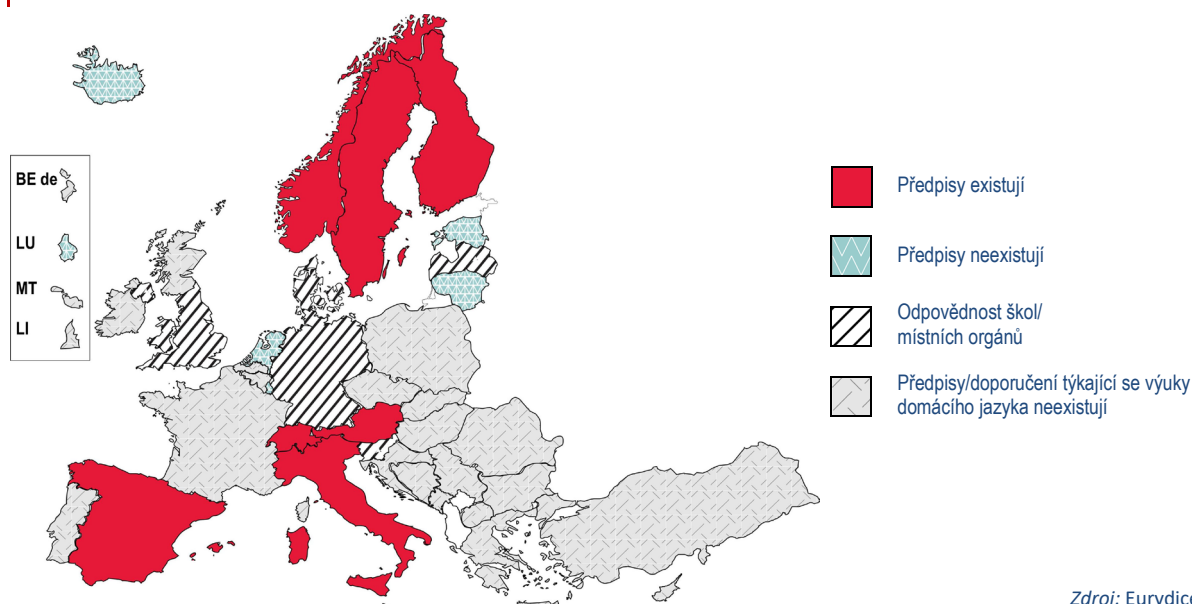 BE de
LU
MT
LI
Předpisy existují
Předpisy neexistují
Odpovědnost škol/
místních orgánů
Předpisy/doporučení týkající se výuky
domácího jazyka neexistují
Zdroj: Eurydice